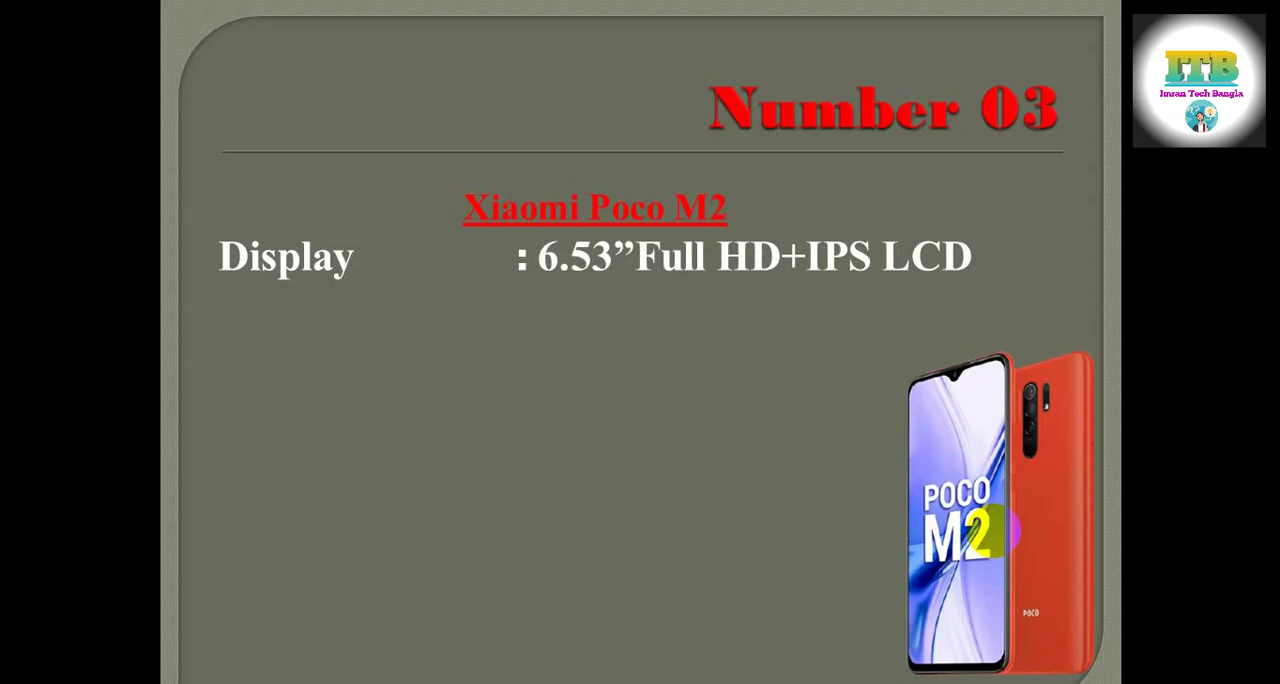 Number 03
ITB
Imran Tech Bangla
Xiaomi Poco M2
Display : 6.53”Full HD+IPS LCD
POCO
M2
POCO